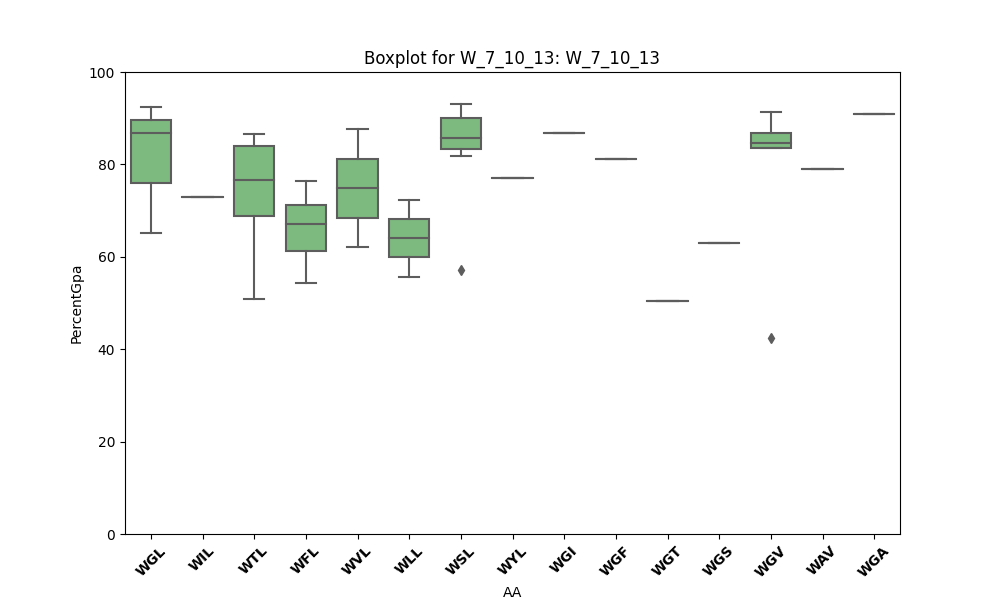 Boxplot for W_7_10_13: W_7_10_13
PercentGpa
100
80
60
40
20
0
WGL WIL WTL WFL WVL WLL WSL WYL WGI WGF WGT WGS WGV WAV WGA
AA